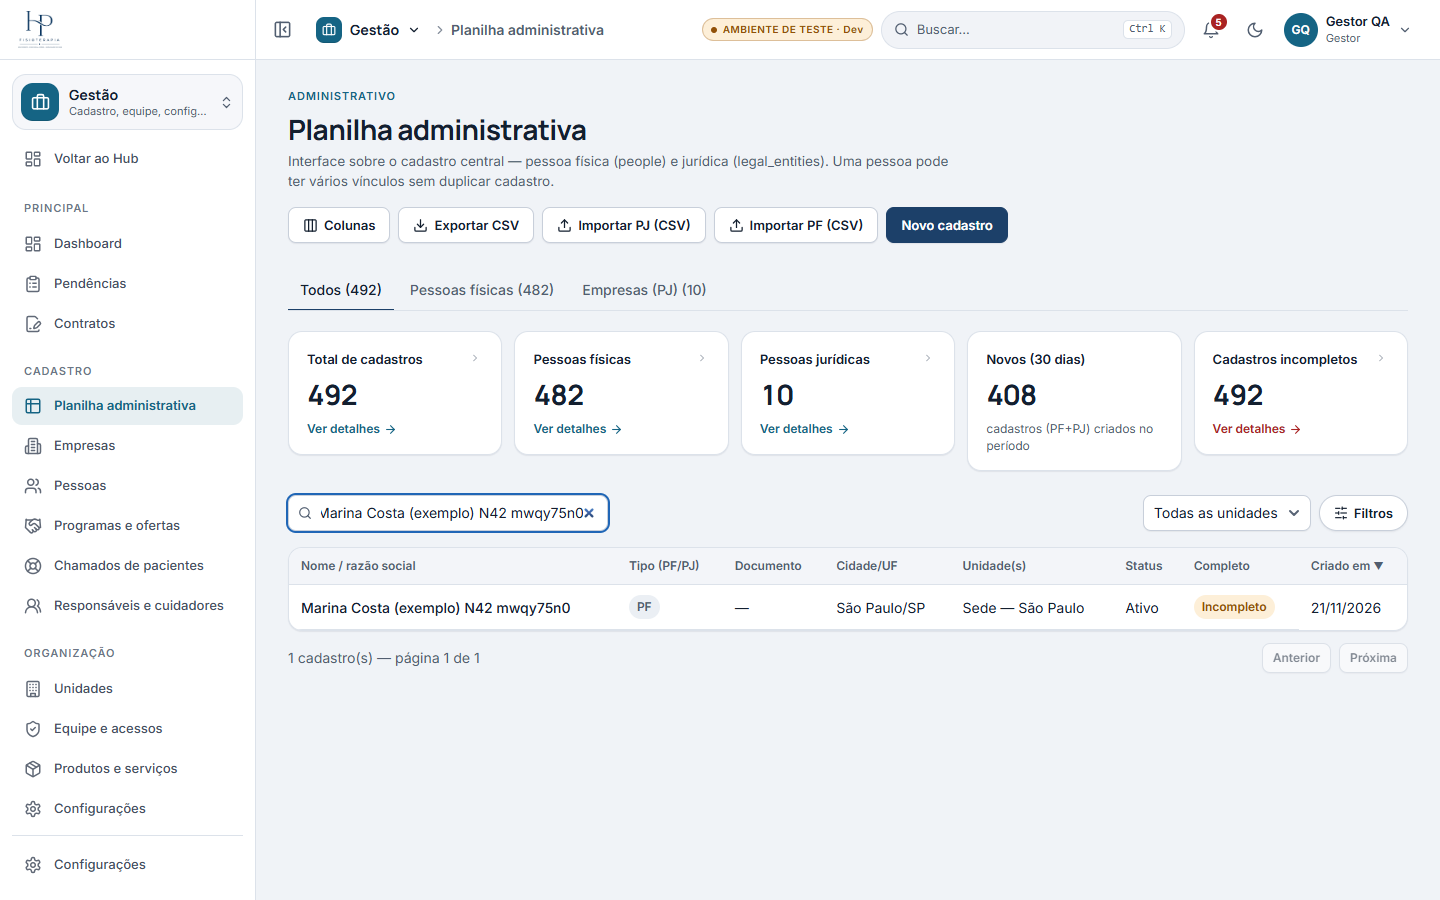 hp
FISIOTERAPIA
Gestão
Planilha administrativa
AMBIENTE DE TESTE · Dev
Buscar...
Ctrl K
5
GQ
Gestor QA
Gestor
Gestão
Cadastro, equipe, config...
Voltar ao Hub
PRINCIPAL
Dashboard
Pendências
Contratos
CADASTRO
Planilha administrativa
Empresas
Pessoas
Programas e ofertas
Chamados de pacientes
Responsáveis e cuidadores
ORGANIZAÇÃO
Unidades
Equipe e acessos
Produtos e serviços
Configurações
Configurações
ADMINISTRATIVO
Planilha administrativa
Interface sobre o cadastro central — pessoa física (people) e jurídica (legal_entities). Uma pessoa pode
ter vários vínculos sem duplicar cadastro.
Colunas
Exportar CSV
Importar PJ (CSV)
Importar PF (CSV)
Novo cadastro
Todos (492)
Pessoas físicas (482)
Empresas (PJ) (10)
Total de cadastros
492
Ver detalhes →
Pessoas físicas
482
Ver detalhes →
Pessoas jurídicas
10
Ver detalhes →
Novos (30 dias)
408
cadastros (PF+PJ) criados no
período
Cadastros incompletos
492
Ver detalhes →
Marina Costa (exemplo) N42 mwqy75n0
Todas as unidades
Filtros
Nome / razão social Tipo (PF/PJ) Documento Cidade/UF Unidade(s) Status Completo Criado em ▼
Marina Costa (exemplo) N42 mwqy75n0 PF — São Paulo/SP Sede — São Paulo Ativo Incompleto 21/11/2026
1 cadastro(s) — página 1 de 1
Anterior
Próxima